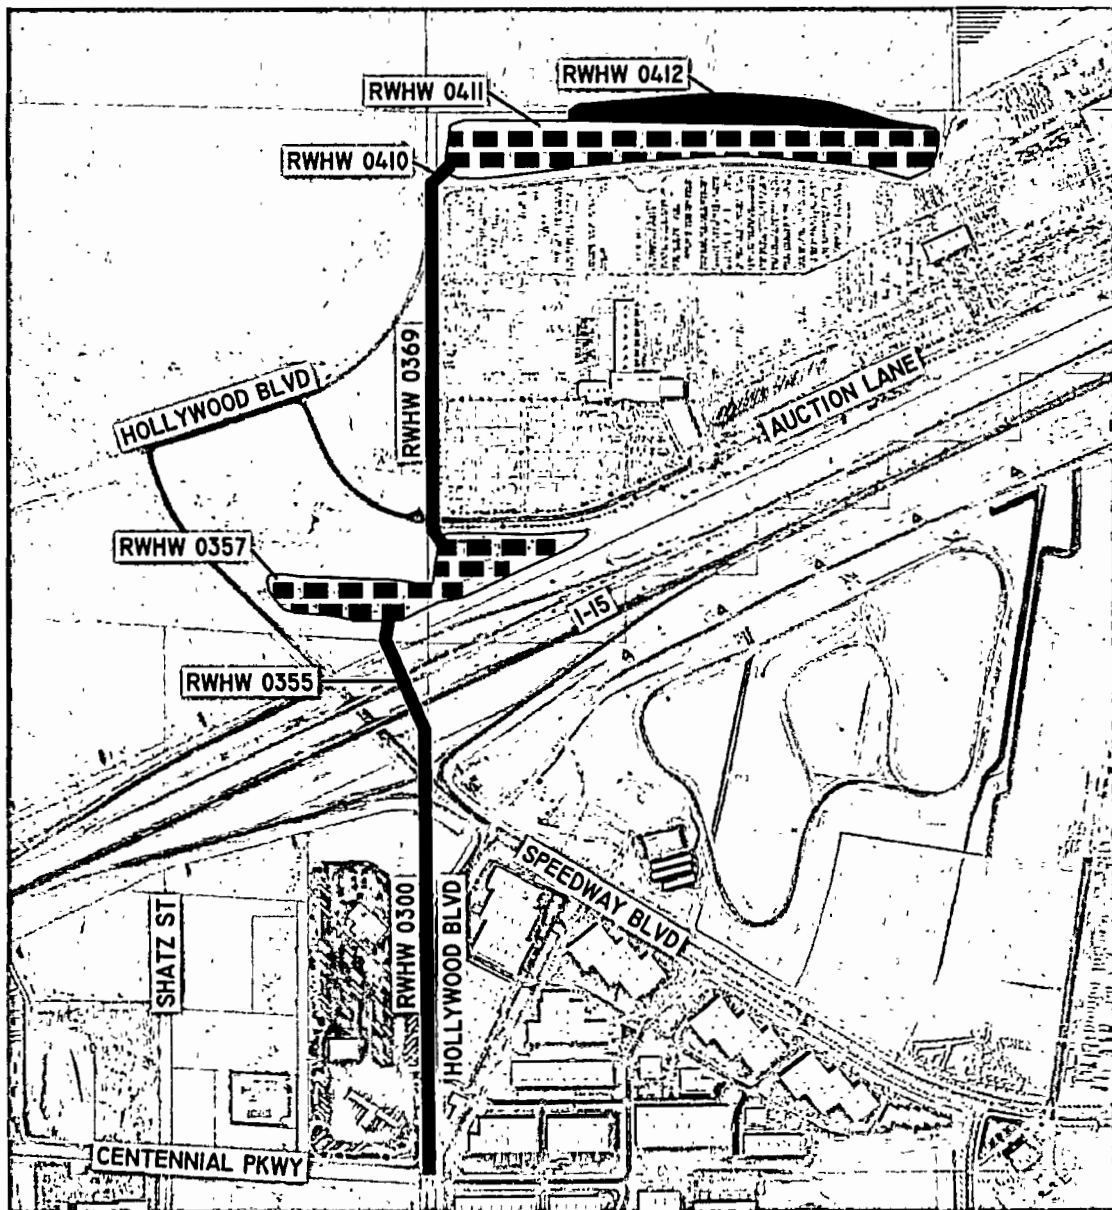 RWHW 0412
RWHW 0411
RWHW 0410
RWHW 0369
HOLLYWOOD BLVD
AUCTION LANE
RWHW 0357
I-15
RWHW 0355
SPEEDWAY BLVD
SHATZ ST
RWHW 0300
HOLLYWOOD BLVD
CENTENNIAL PKWY